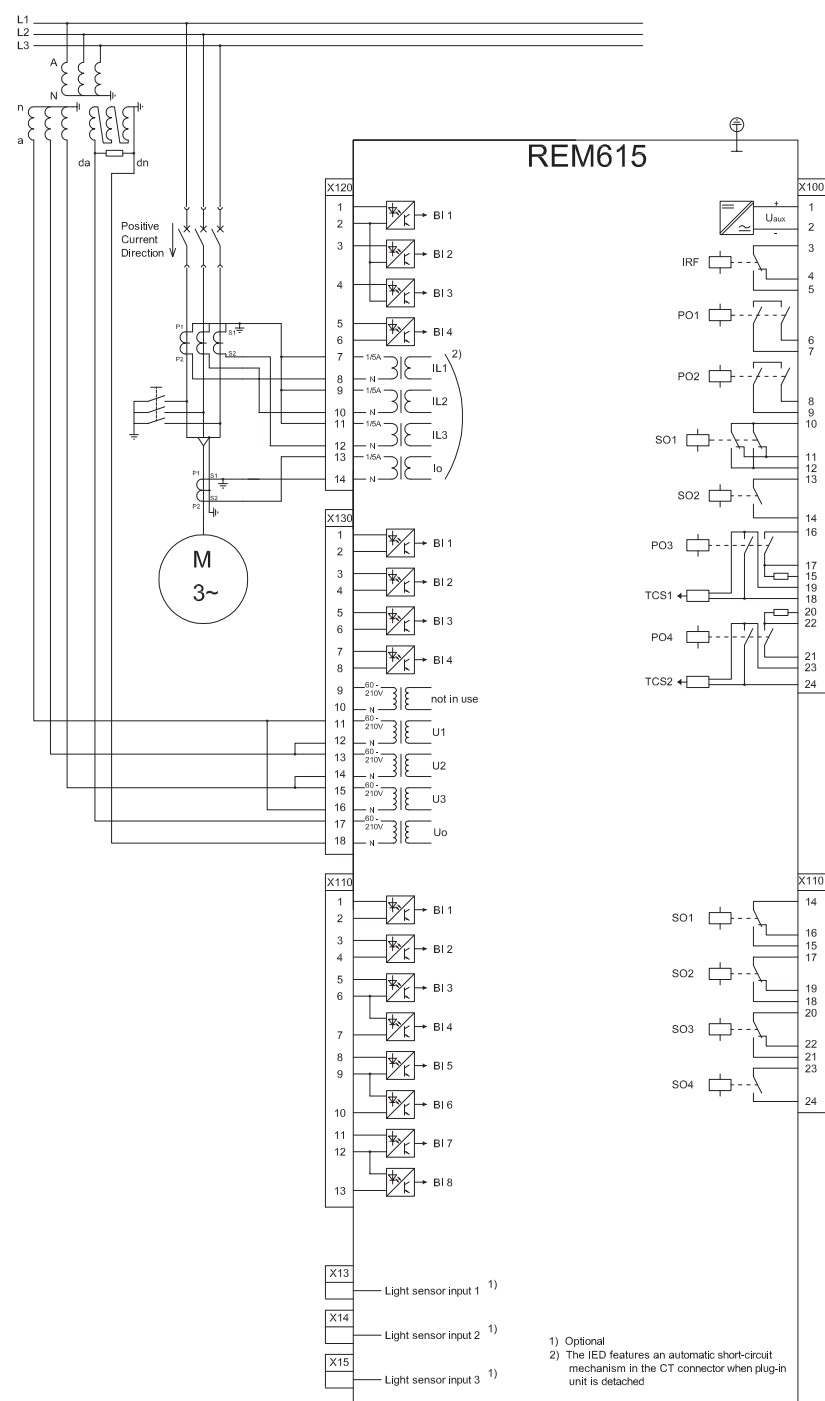 L1
L2
L3
A
N
n
a
da dn
REM615
Positive
Current
Direction
P1
P2
S1
S2
P1
P2
S1
S2
M
3~
X120
1
2
3
4
5
6
7 1/5A
8 N
9 1/5A
10 N
11 1/5A
12 N
13 1/5A
14 N
BI 1
BI 2
BI 3
BI 4
2)
IL1
IL2
IL3
Io
X130
1
2
3
4
5
6
7
8
9 60 -
210V
10 N
11 60 -
210V
12 N
13 60 -
210V
14 N
15 60 -
210V
16 N
17 60 -
210V
18 N
BI 1
BI 2
BI 3
BI 4
not in use
U1
U2
U3
Uo
X110
1
2
3
4
5
6
7
8
9
10
11
12
13
BI 1
BI 2
BI 3
BI 4
BI 5
BI 6
BI 7
BI 8
X13
Light sensor input 1 1)
X14
Light sensor input 2 1)
X15
Light sensor input 3 1)
X100
+
Uaux
-
1
2
IRF
3
4
5
PO1
6
7
PO2
8
9
SO1
10
11
12
SO2
13
14
PO3
16
17
15
TCS1
19
18
PO4
20
22
21
23
TCS2
24
X110
SO1
14
16
15
SO2
17
19
18
SO3
20
22
21
SO4
23
24
1) Optional
2) The IED features an automatic short-circuit
mechanism in the CT connector when plug-in
unit is detached